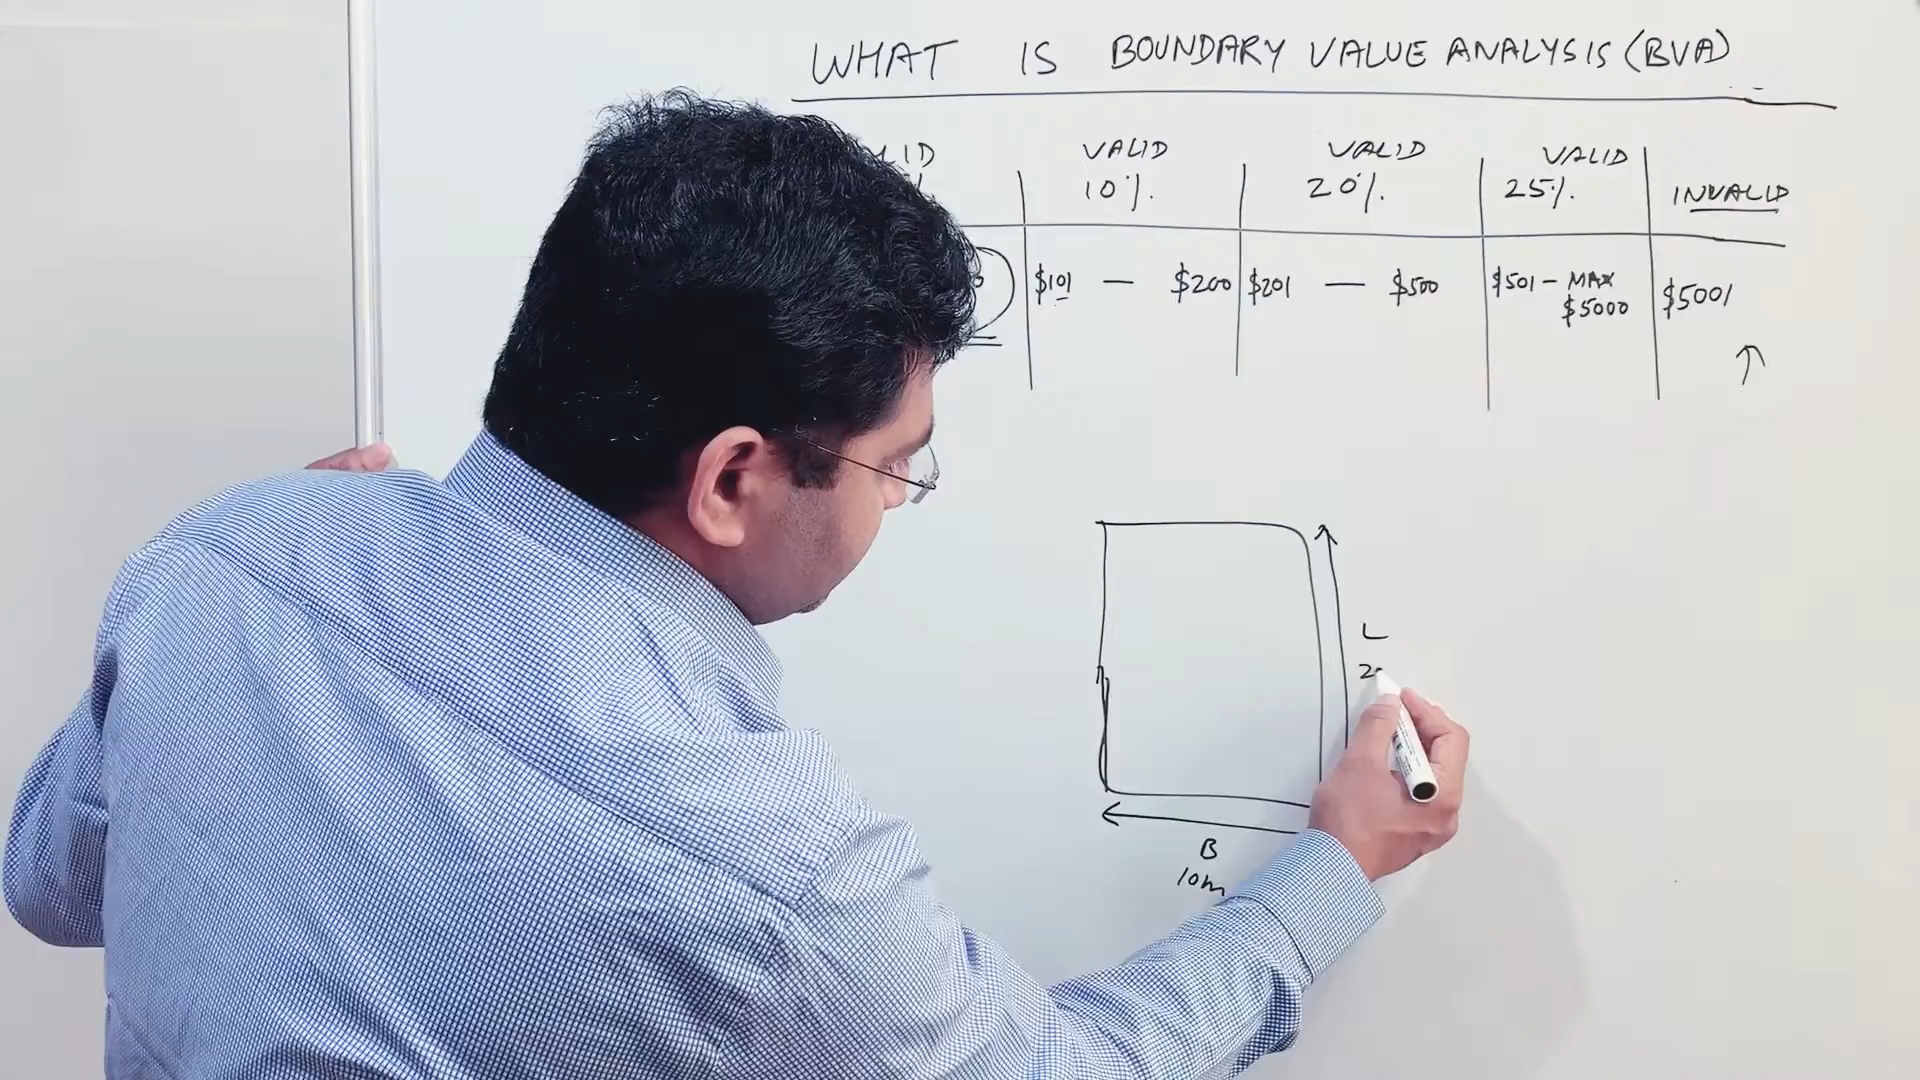 WHAT IS BOUNDARY VALUE ANALYSIS (BVA)
VALID VALID VALID
10%. 20%. 25%. INVALID
$101 — $200 $201 — $500 $501 - MAX $5000 $5001
L
B
10m